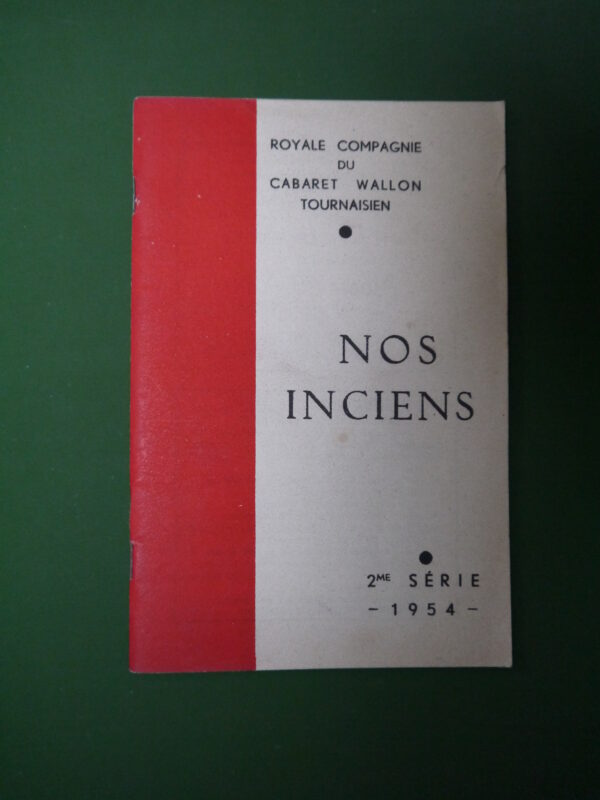 ROYALE COMPAGNIE
DU
CABARET WALLON
TOURNAISIEN
NOS
INCIENS
2ME SÉRIE
- 1954 -